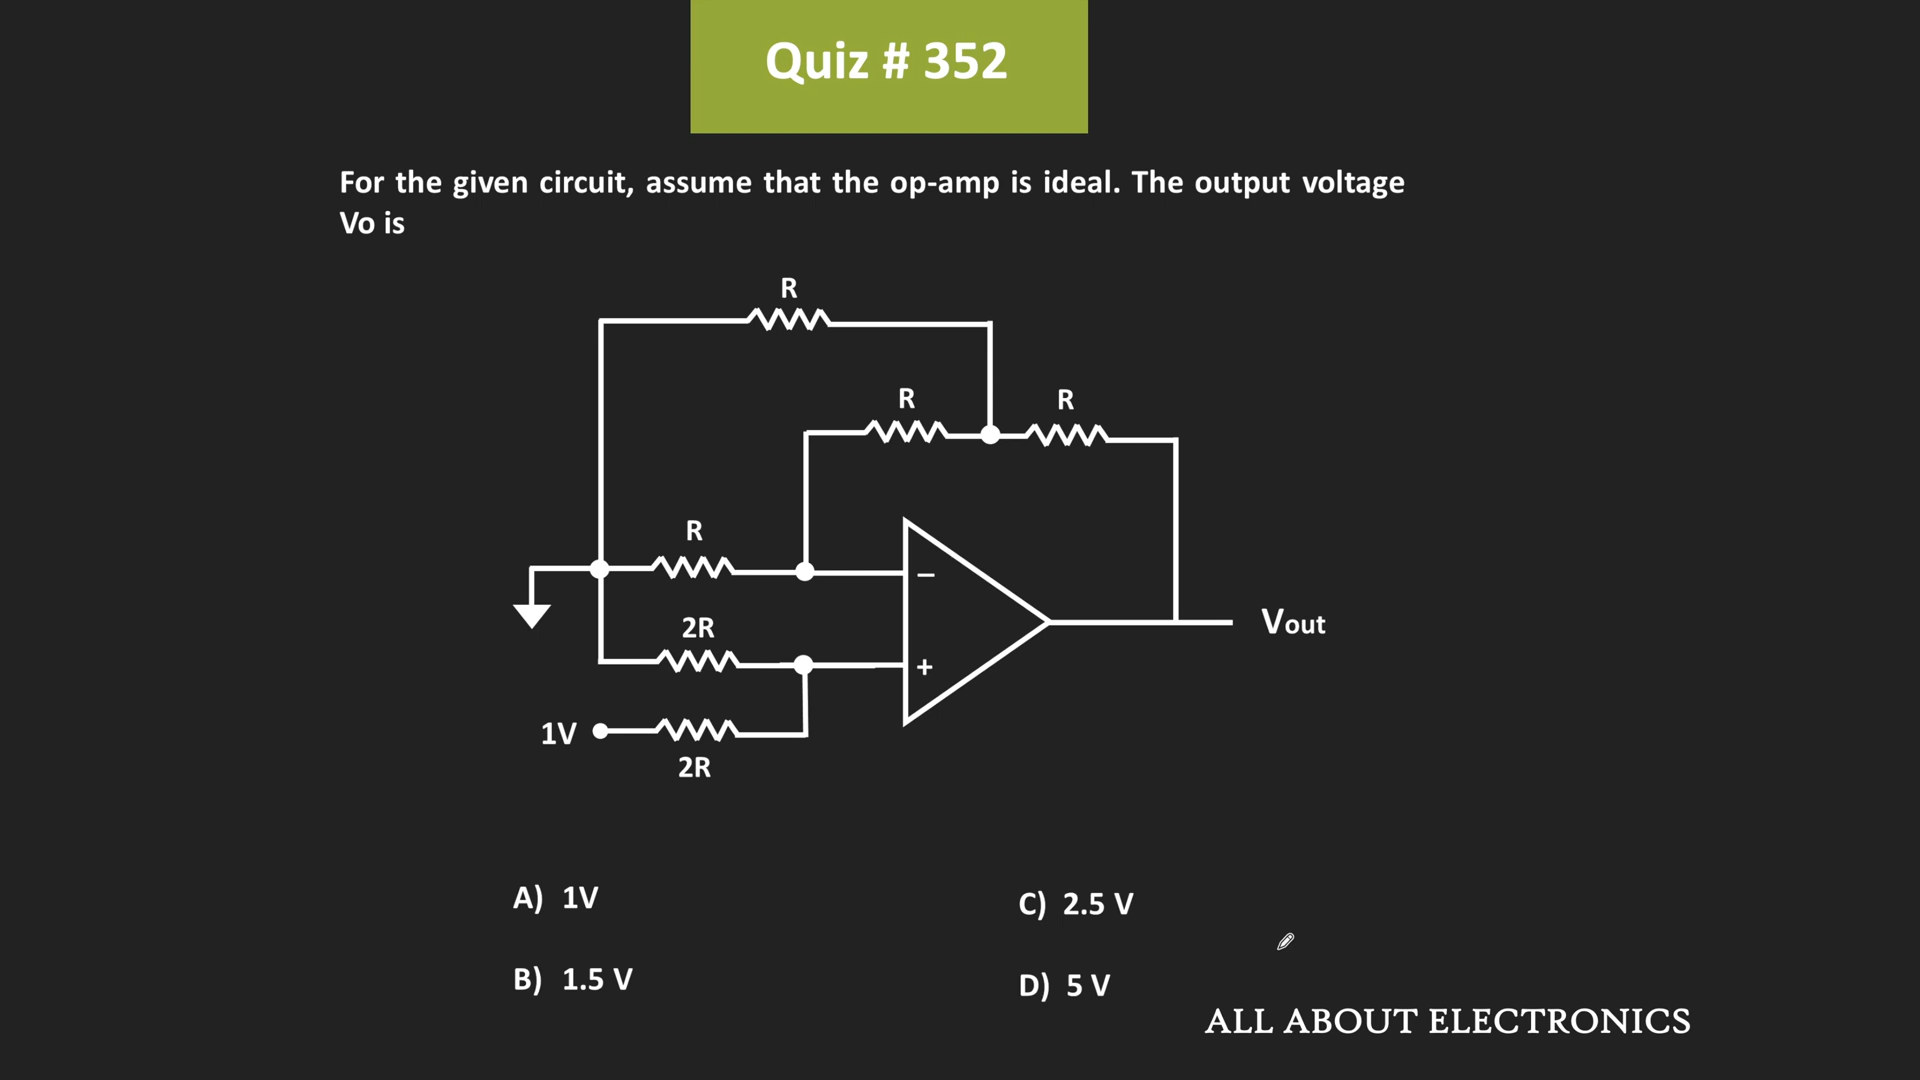 Quiz # 352
For the given circuit, assume that the op-amp is ideal. The output voltage
Vo is
R
R
R
R
−
2R
+
Vout
1V
2R
A) 1V
C) 2.5 V
B) 1.5 V
D) 5 V
ALL ABOUT ELECTRONICS